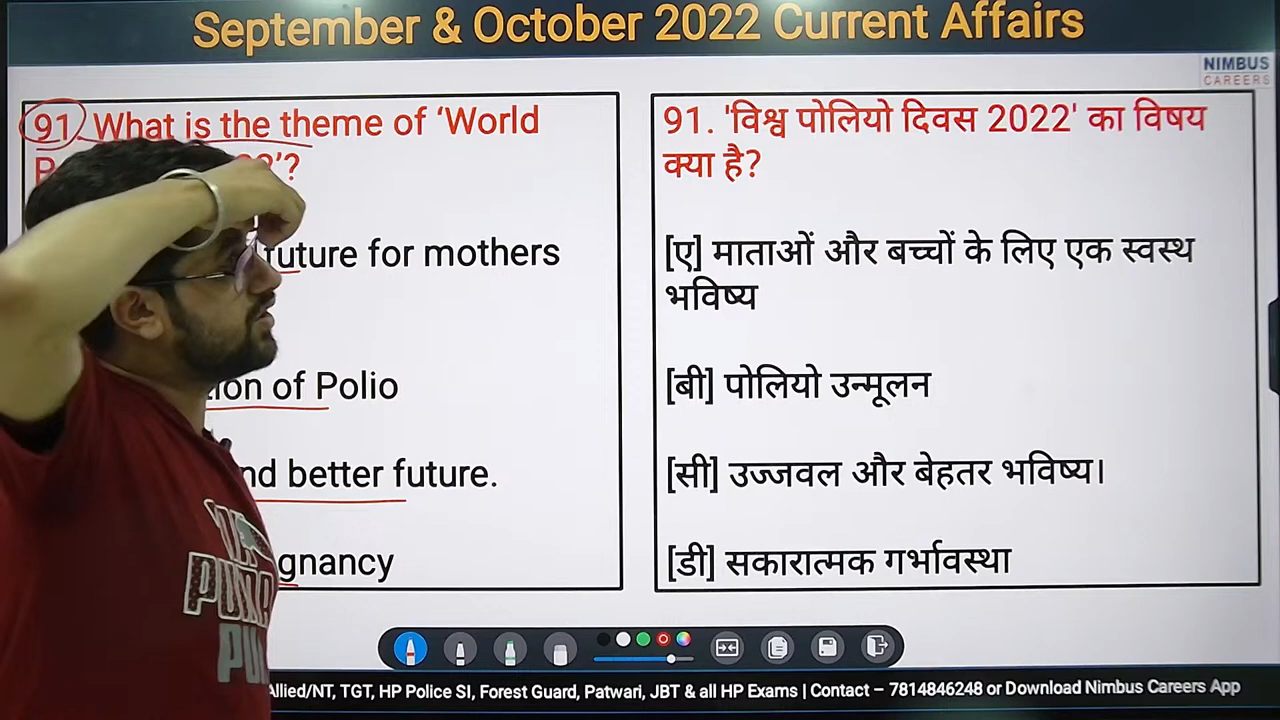 September & October 2022 Current Affairs
NIMBUS
CAREERS
91. What is the theme of ‘World
’?
future for mothers
of Polio
better future.
91. 'विश्व पोलियो दिवस 2022' का विषय
क्या है?
[ए] माताओं और बच्चों के लिए एक स्वस्थ
भविष्य
[बी] पोलियो उन्मूलन
[सी] उज्जवल और बेहतर भविष्य।
[डी] सकारात्मक गर्भावस्था
Allied/NT, TGT, HP Police SI, Forest Guard, Patwari, JBT & all HP Exams | Contact – 7814846248 or Download Nimbus Careers App